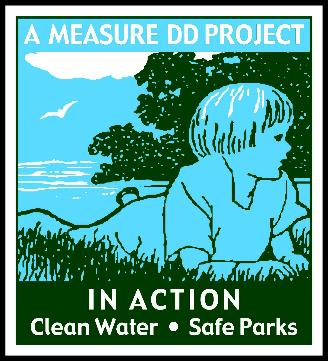 A MEASURE DD PROJECT
IN ACTION
Clean Water • Safe Parks